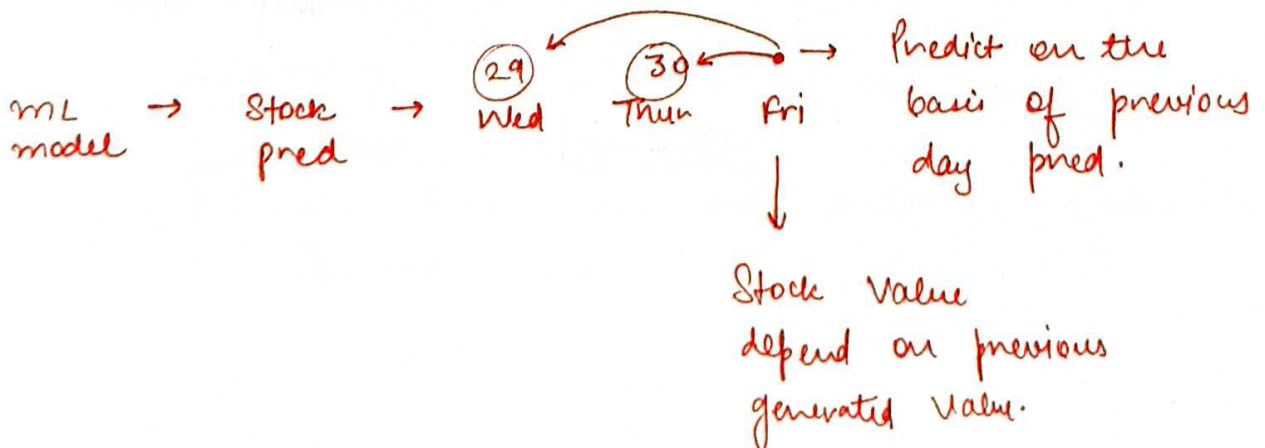 ML model → Stock pred → 29 Wed 30 Thur Fri → Predict on the
basis of previous
day pred.
Stock Value
depend on previous
generated value.